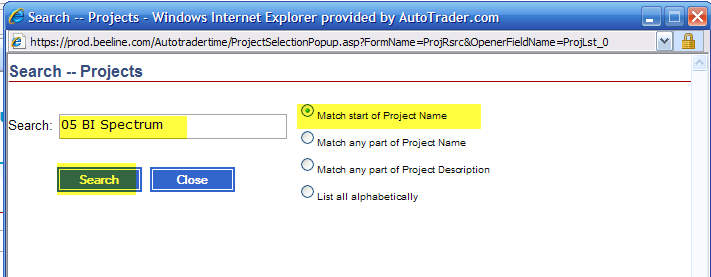 Search -- Projects - Windows Internet Explorer provided by AutoTrader.com
https://prod.beeline.com/Autotradertime/ProjectSelectionPopup.asp?FormName=ProjRsrc&OpenerFieldName=ProjLst_0
Search -- Projects
Search: 05 BI Spectrum
Match start of Project Name
Match any part of Project Name
Match any part of Project Description
List all alphabetically
Search Close